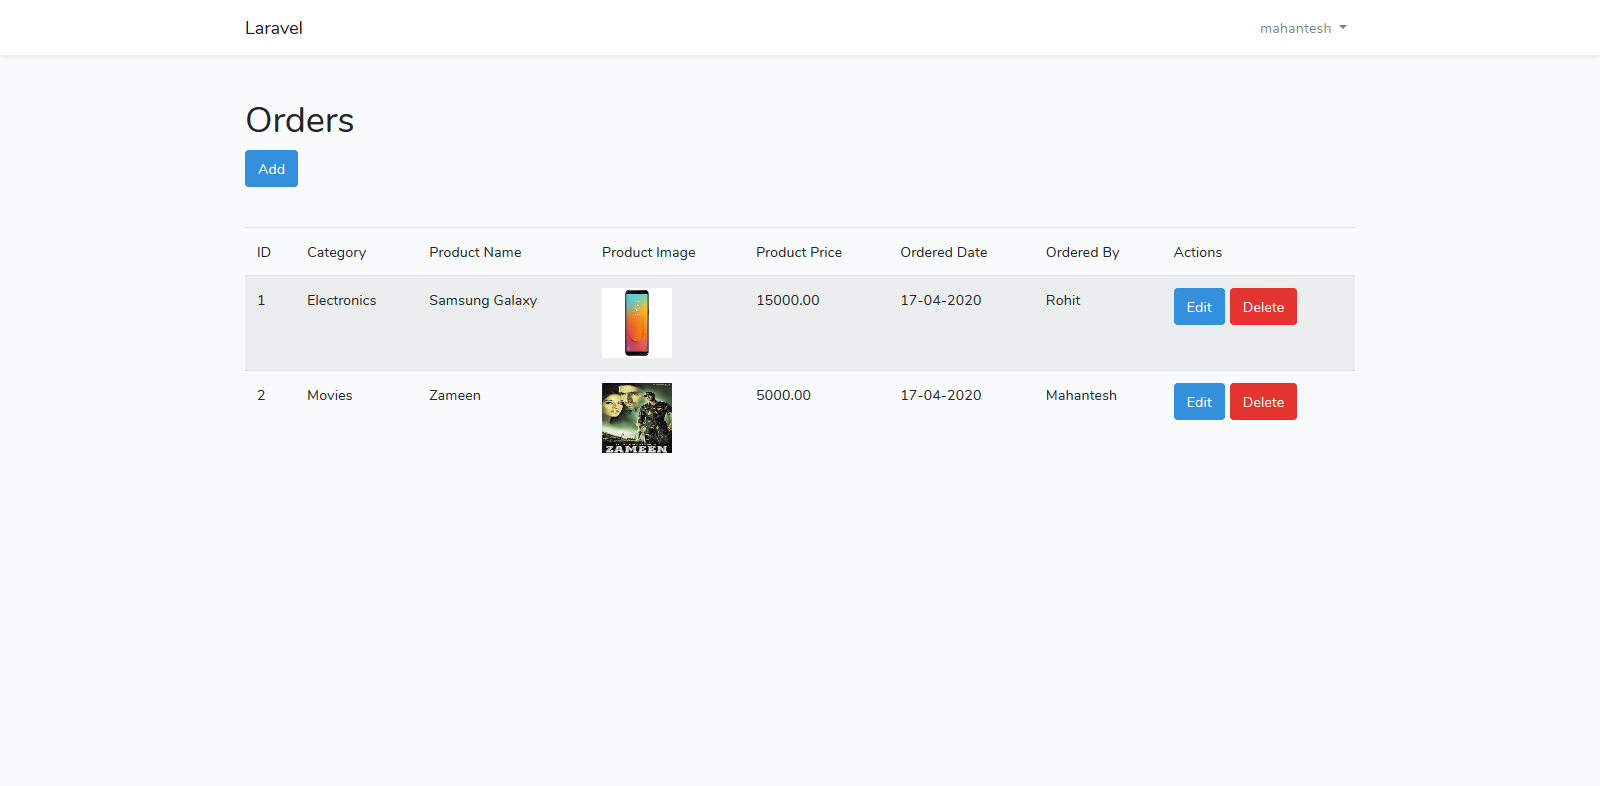 Laravel mahantesh
Orders
Add
ID Category Product Name Product Image Product Price Ordered Date Ordered By Actions
1 Electronics Samsung Galaxy 15000.00 17-04-2020 Rohit Edit Delete
2 Movies Zameen 5000.00 17-04-2020 Mahantesh Edit Delete
ZAMEEN